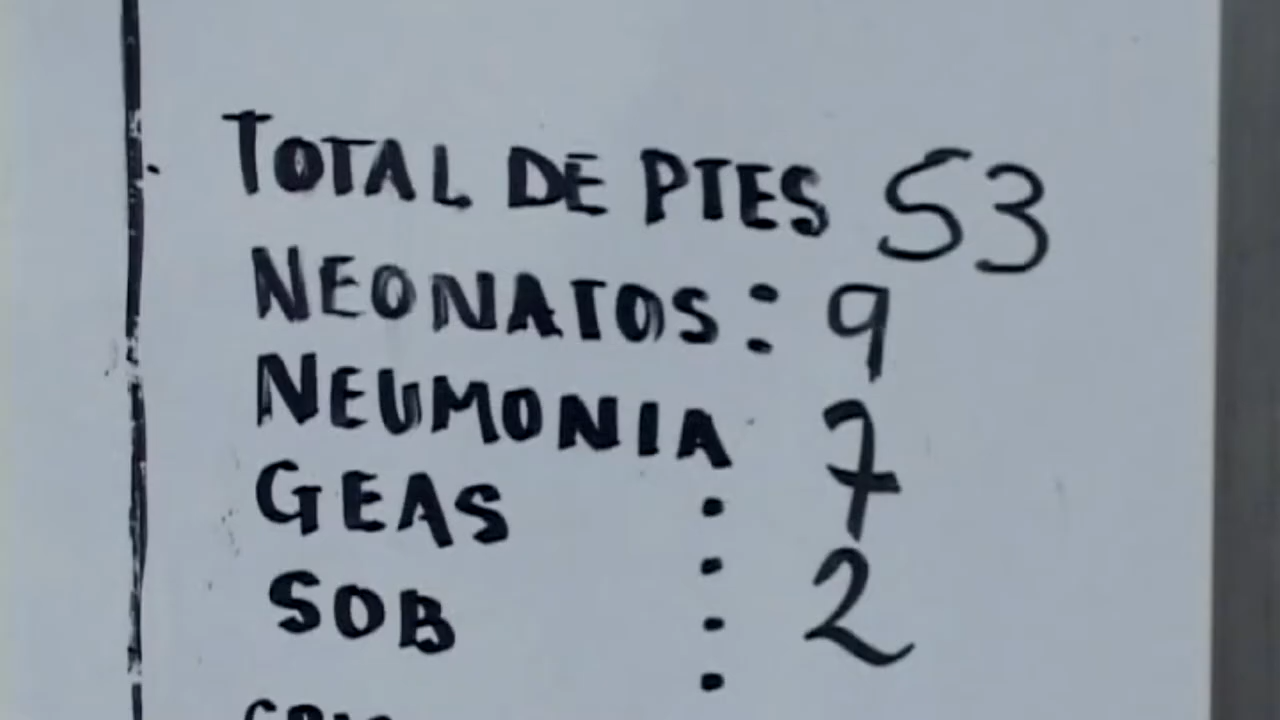 TOTAL DE PTES 53
NEONATOS: 9
NEUMONIA 7
GEAS :
SOB : 2